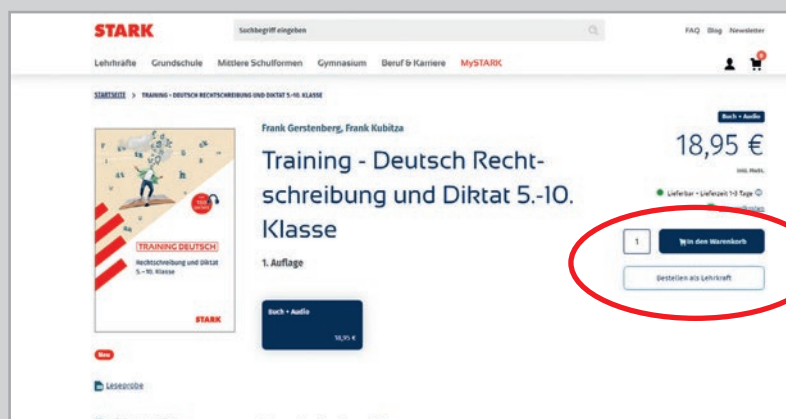 STARK
Suchbegriff eingeben
FAQ Blog Newsletter
Lehrkräfte Grundschule Mittlere Schulformen Gymnasium Beruf & Karriere MySTARK
0
STARTSEITE > TRAINING - DEUTSCH RECHTSCHREIBUNG UND DIKTAT 5.-10. KLASSE
Buch + Audio
18,95 €
inkl. MwSt.
Lieferbar • Lieferzeit 1-3 Tage
Frank Gerstenberg, Frank Kubitza
Training - Deutsch Recht-
schreibung und Diktat 5.-10.
Klasse
1. Auflage
1
In den Warenkorb
Bestellen als Lehrkraft
TRAINING DEUTSCH
Rechtschreibung und Diktat
5.–10. Klasse
STARK
Buch + Audio
18,95 €
Neu
Leseprobe